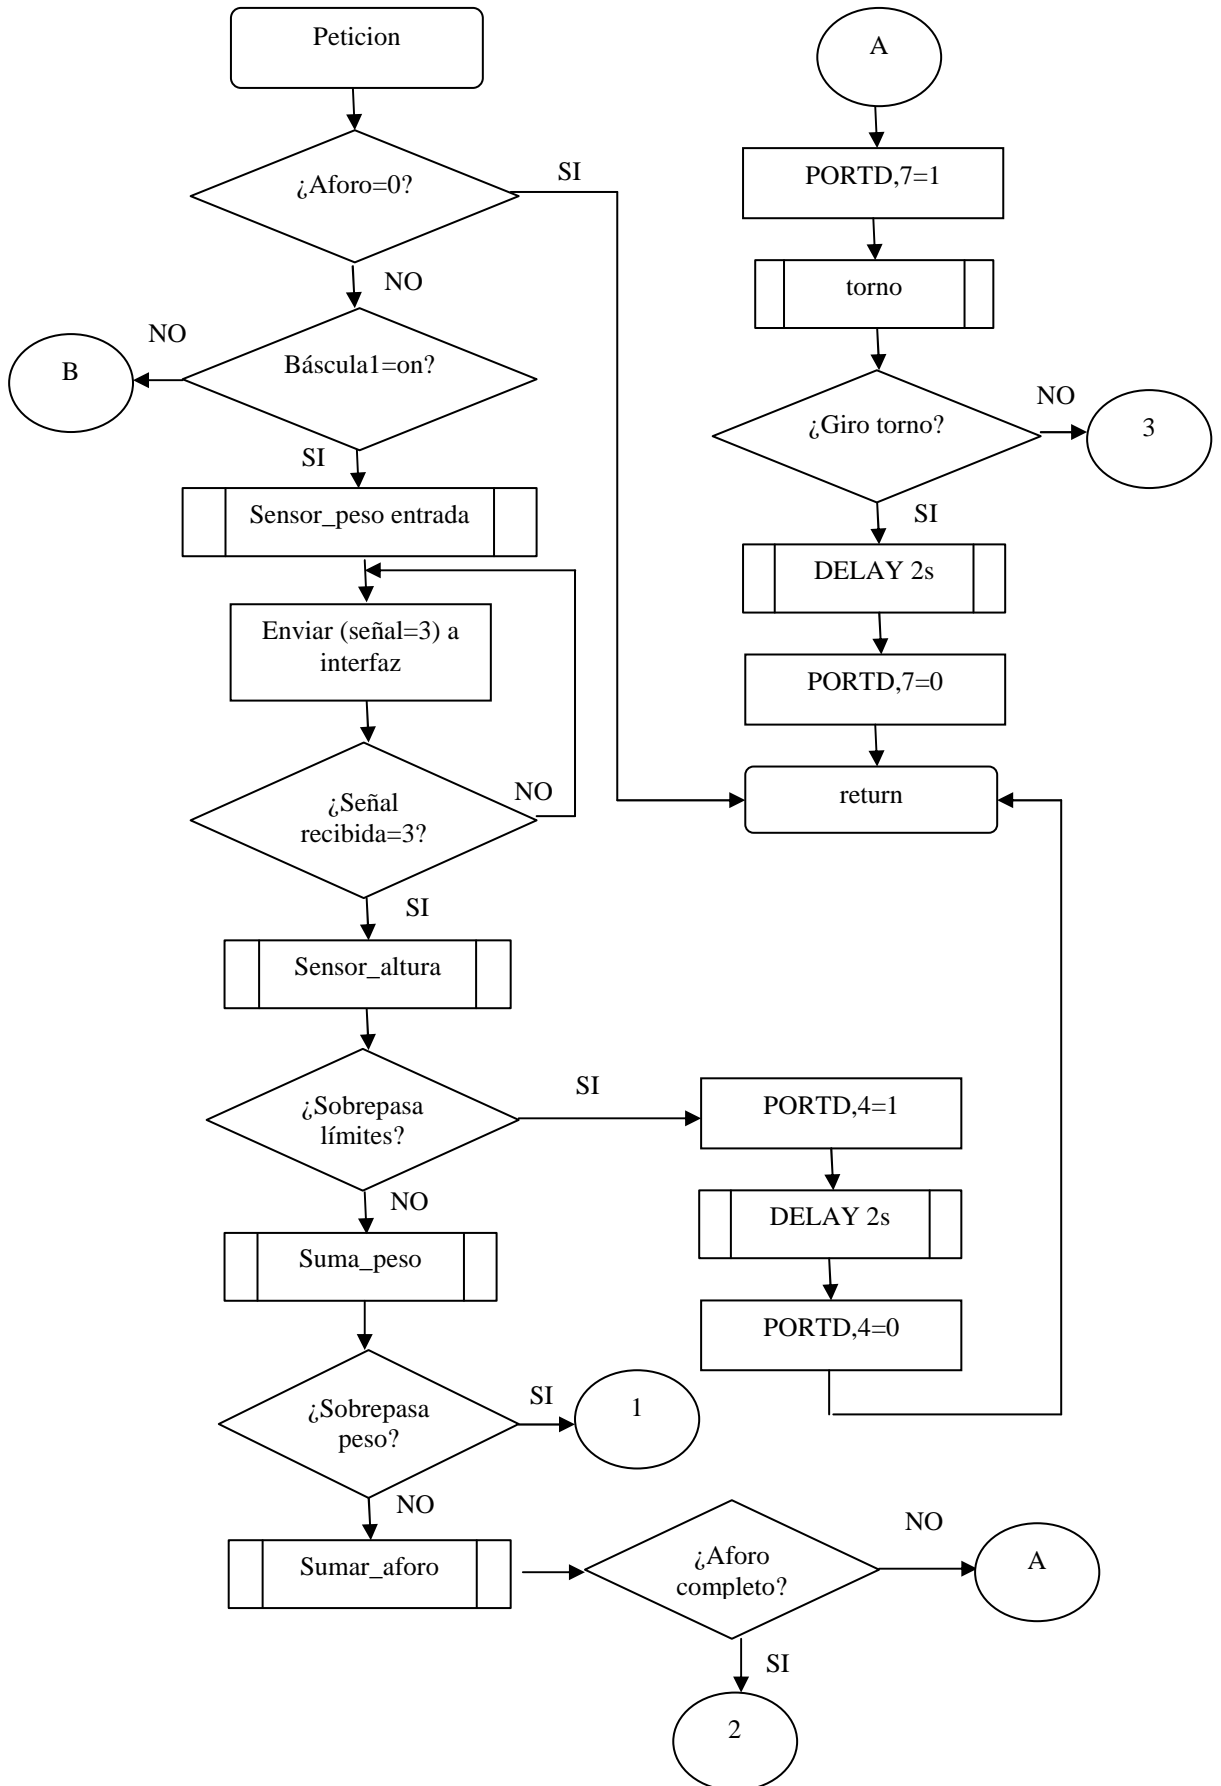 Peticion
¿Aforo=0?
SI
NO
Báscula1=on?
NO
B
SI
Sensor_peso entrada
Enviar (señal=3) a
interfaz
¿Señal
recibida=3?
NO
SI
Sensor_altura
¿Sobrepasa
límites?
SI
NO
Suma_peso
¿Sobrepasa
peso?
SI
1
NO
Sumar_aforo
¿Aforo
completo?
NO
A
SI
2
A
PORTD,7=1
torno
¿Giro torno?
NO
3
SI
DELAY 2s
PORTD,7=0
return
PORTD,4=1
DELAY 2s
PORTD,4=0